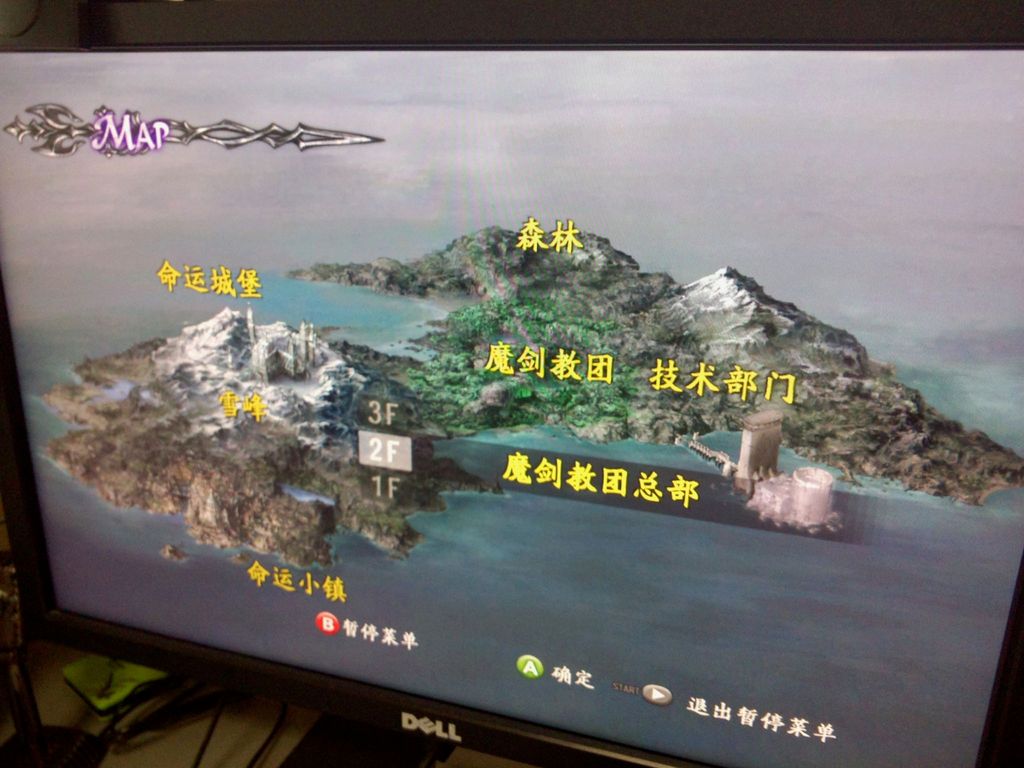 MAP
森林
命运城堡
魔剑教团 技术部门
雪峰
3F
2F
1F
魔剑教团总部
命运小镇
B 暂停菜单
A 确定
START 退出暂停菜单
DELL